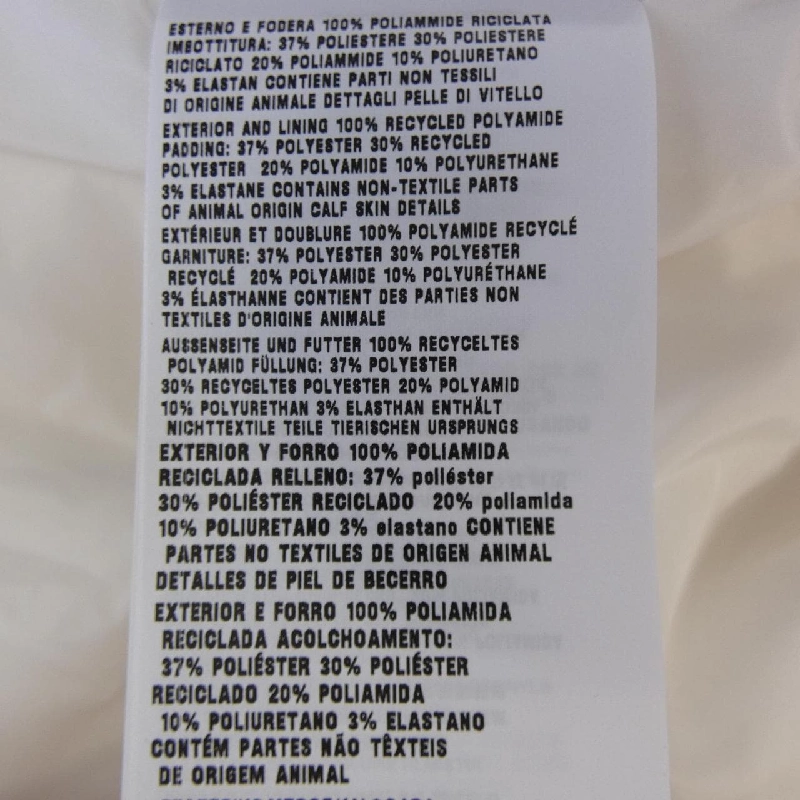 ESTERNO E FODERA 100% POLIAMMIDE RICICLATA
IMBOTTITURA: 37% POLIESTERE 30% POLIESTERE
RICICLATO 20% POLIAMMIDE 10% POLIURETANO
3% ELASTAN CONTIENE PARTI NON TESSILI
DI ORIGINE ANIMALE DETTAGLI PELLE DI VITELLO
EXTERIOR AND LINING 100% RECYCLED POLYAMIDE
PADDING: 37% POLYESTER 30% RECYCLED
POLYESTER 20% POLYAMIDE 10% POLYURETHANE
3% ELASTANE CONTAINS NON-TEXTILE PARTS
OF ANIMAL ORIGIN CALF SKIN DETAILS
EXTÉRIEUR ET DOUBLURE 100% POLYAMIDE RECYCLÉ
GARNITURE: 37% POLYESTER 30% POLYESTER
RECYCLÉ 20% POLYAMIDE 10% POLYURÉTHANE
3% ÉLASTHANNE CONTIENT DES PARTIES NON
TEXTILES D'ORIGINE ANIMALE
AUSSENSEITE UND FUTTER 100% RECYCELTES
POLYAMID FÜLLUNG: 37% POLYESTER
30% RECYCELTES POLYESTER 20% POLYAMID
10% POLYURETHAN 3% ELASTHAN ENTHÄLT
NICHTTEXTILE TEILE TIERISCHEN URSPRUNGS
EXTERIOR Y FORRO 100% POLIAMIDA
RECICLADA RELLENO: 37% poliéster
30% POLIÉSTER RECICLADO 20% poliamida
10% POLIURETANO 3% elastano CONTIENE
PARTES NO TEXTILES DE ORIGEN ANIMAL
DETALLES DE PIEL DE BECERRO
EXTERIOR E FORRO 100% POLIAMIDA
RECICLADA ACOLCHOAMENTO:
37% POLIÉSTER 30% POLIÉSTER
RECICLADO 20% POLIAMIDA
10% POLIURETANO 3% ELASTANO
CONTÉM PARTES NÃO TÊXTEIS
DE ORIGEM ANIMAL